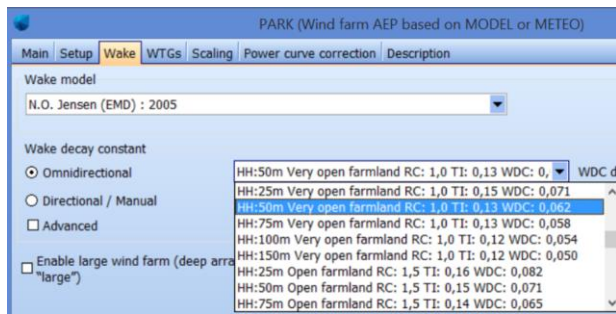 PARK (Wind farm AEP based on MODEL or METEO)
Main Setup Wake WTGs Scaling Power curve correction Description
Wake model
N.O. Jensen (EMD) : 2005
Wake decay constant
Omnidirectional HH:50m Very open farmland RC: 1,0 TI: 0,13 WDC: 0, WDC d
HH:25m Very open farmland RC: 1,0 TI: 0,15 WDC: 0,071
Directional / Manual HH:50m Very open farmland RC: 1,0 TI: 0,13 WDC: 0,062
HH:75m Very open farmland RC: 1,0 TI: 0,13 WDC: 0,058
Advanced HH:100m Very open farmland RC: 1,0 TI: 0,12 WDC: 0,054
HH:150m Very open farmland RC: 1,0 TI: 0,12 WDC: 0,050
Enable large wind farm (deep arra HH:25m Open farmland RC: 1,5 TI: 0,16 WDC: 0,082
"large") HH:50m Open farmland RC: 1,5 TI: 0,15 WDC: 0,071
HH:75m Open farmland RC: 1,5 TI: 0,14 WDC: 0,065